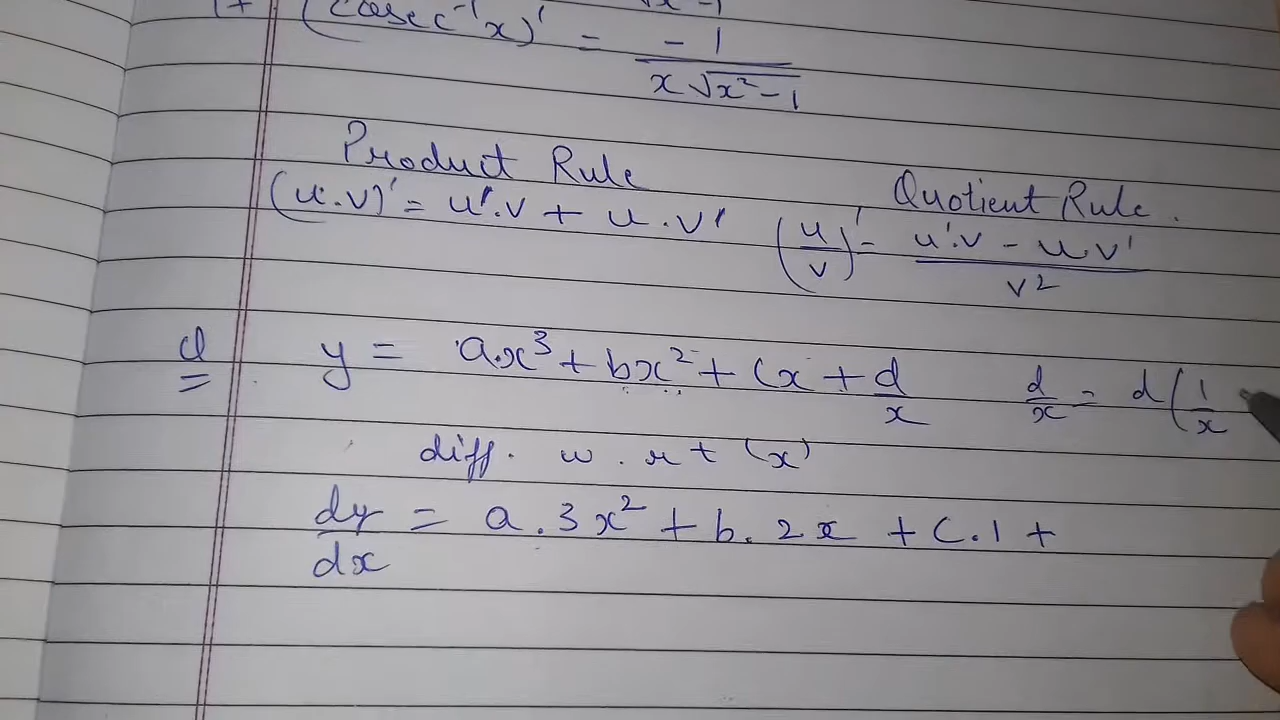 (cosec⁻¹x)' = -1 / x√x²-1
Product Rule
(u.v)' = u'.v + u.v'
Quotient Rule.
(u/v)' = u'.v - u.v' / v²
Q y = a.x³ + bx² + cx + d/x
d/x = d(1/x
diff. w.r.t (x)
dy/dx = a.3x² + b.2x + c.1 +